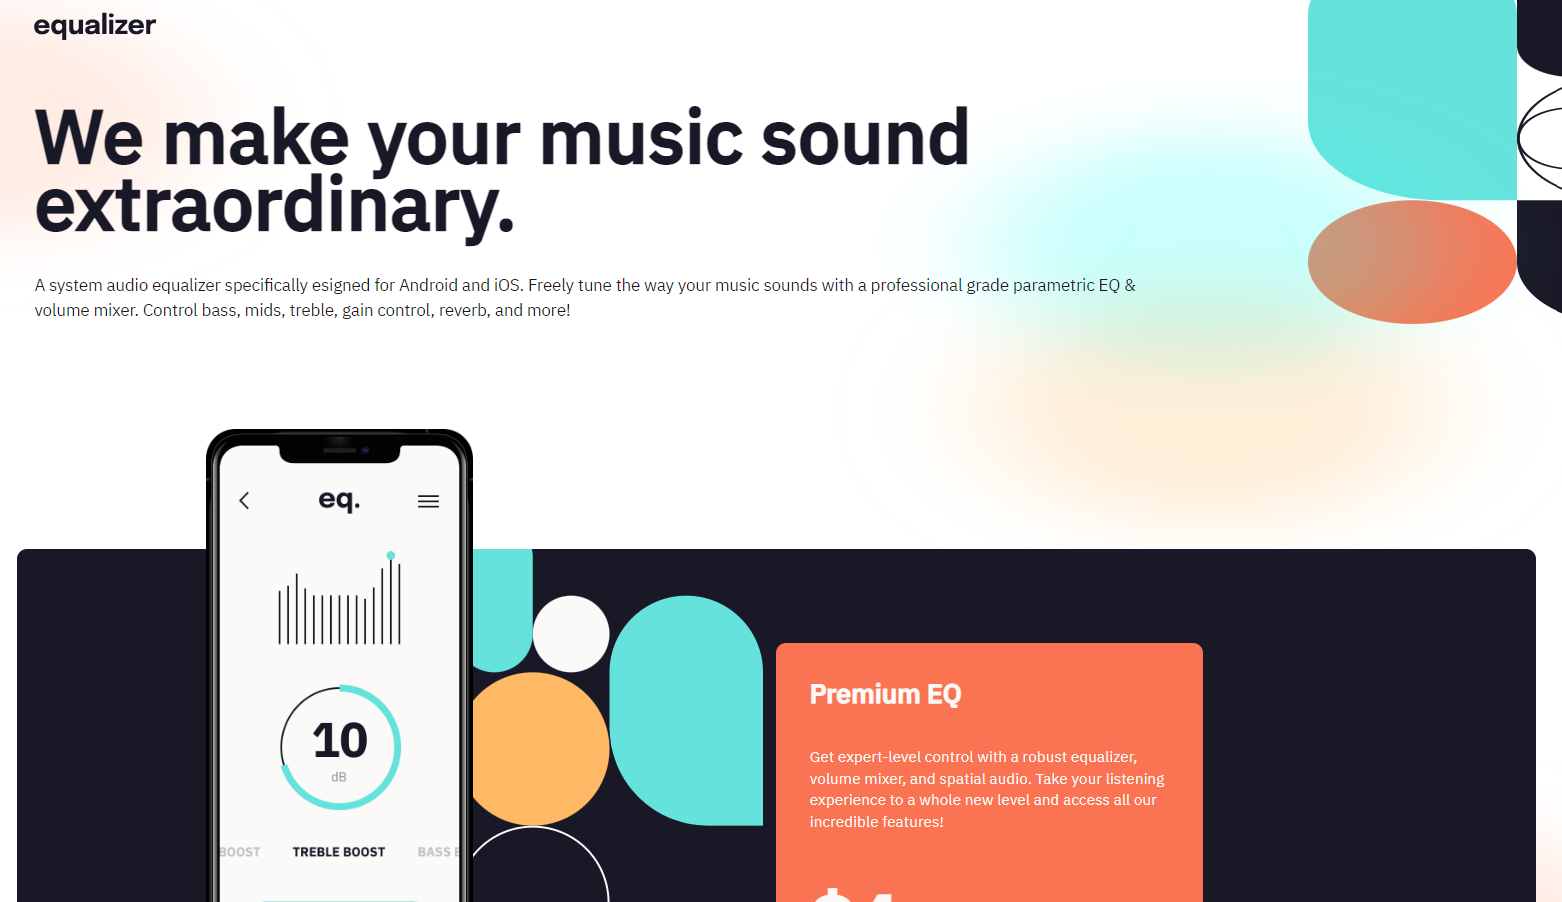 equalizer
We make your music sound
extraordinary.
A system audio equalizer specifically esigned for Android and iOS. Freely tune the way your music sounds with a professional grade parametric EQ &
volume mixer. Control bass, mids, treble, gain control, reverb, and more!
eq.
10
dB
BOOST TREBLE BOOST BASS
Premium EQ
Get expert-level control with a robust equalizer,
volume mixer, and spatial audio. Take your listening
experience to a whole new level and access all our
incredible features!